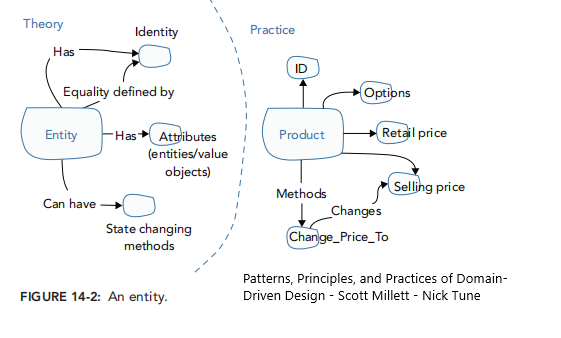 Theory
Identity
Has
Equality defined by
Entity
Has
Attributes
(entities/value
objects)
Can have
State changing
methods
Practice
ID
Options
Product
Retail price
Selling price
Methods
Changes
Change_Price_To
FIGURE 14-2: An entity.
Patterns, Principles, and Practices of Domain-
Driven Design - Scott Millett - Nick Tune